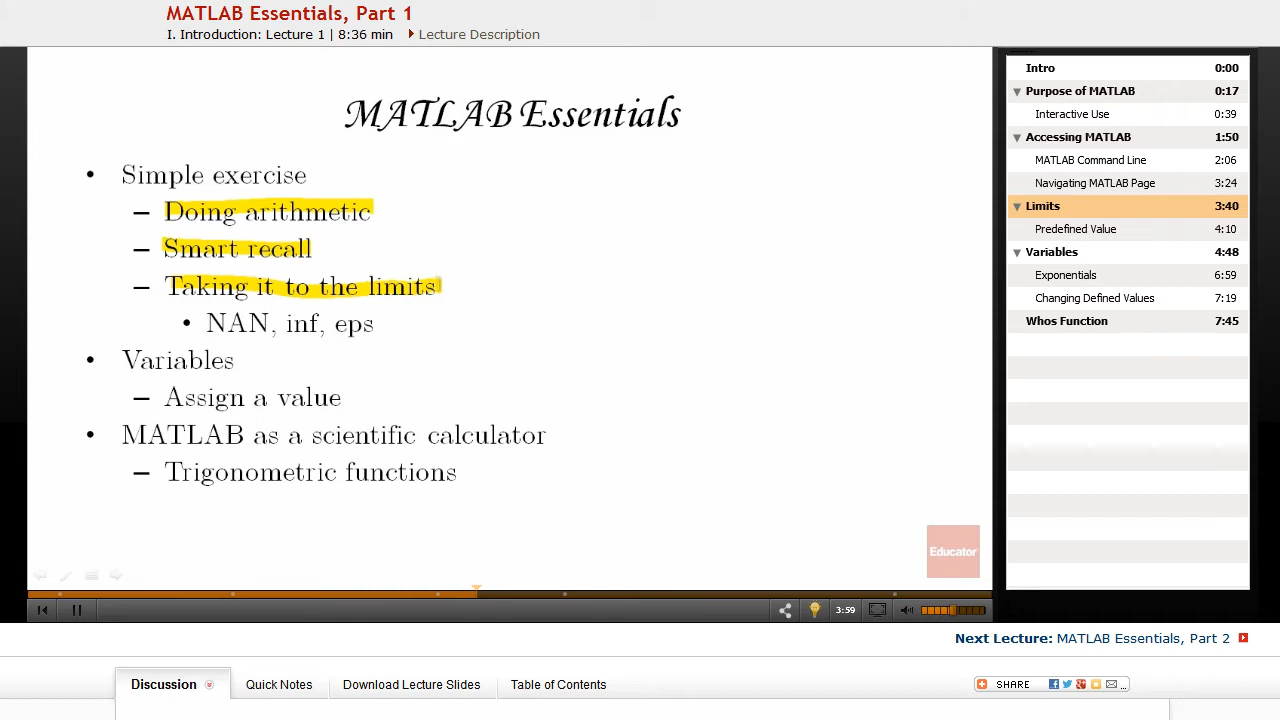 MATLAB Essentials, Part 1
I. Introduction: Lecture 1 | 8:36 min Lecture Description
MATLAB Essentials
• Simple exercise
– Doing arithmetic
– Smart recall
– Taking it to the limits
• NAN, inf, eps
• Variables
– Assign a value
• MATLAB as a scientific calculator
– Trigonometric functions
Educator
3:59
Intro 0:00
Purpose of MATLAB 0:17
Interactive Use 0:39
Accessing MATLAB 1:50
MATLAB Command Line 2:06
Navigating MATLAB Page 3:24
Limits 3:40
Predefined Value 4:10
Variables 4:48
Exponentials 6:59
Changing Defined Values 7:19
Whos Function 7:45
Next Lecture: MATLAB Essentials, Part 2
Discussion Quick Notes Download Lecture Slides Table of Contents
SHARE ...